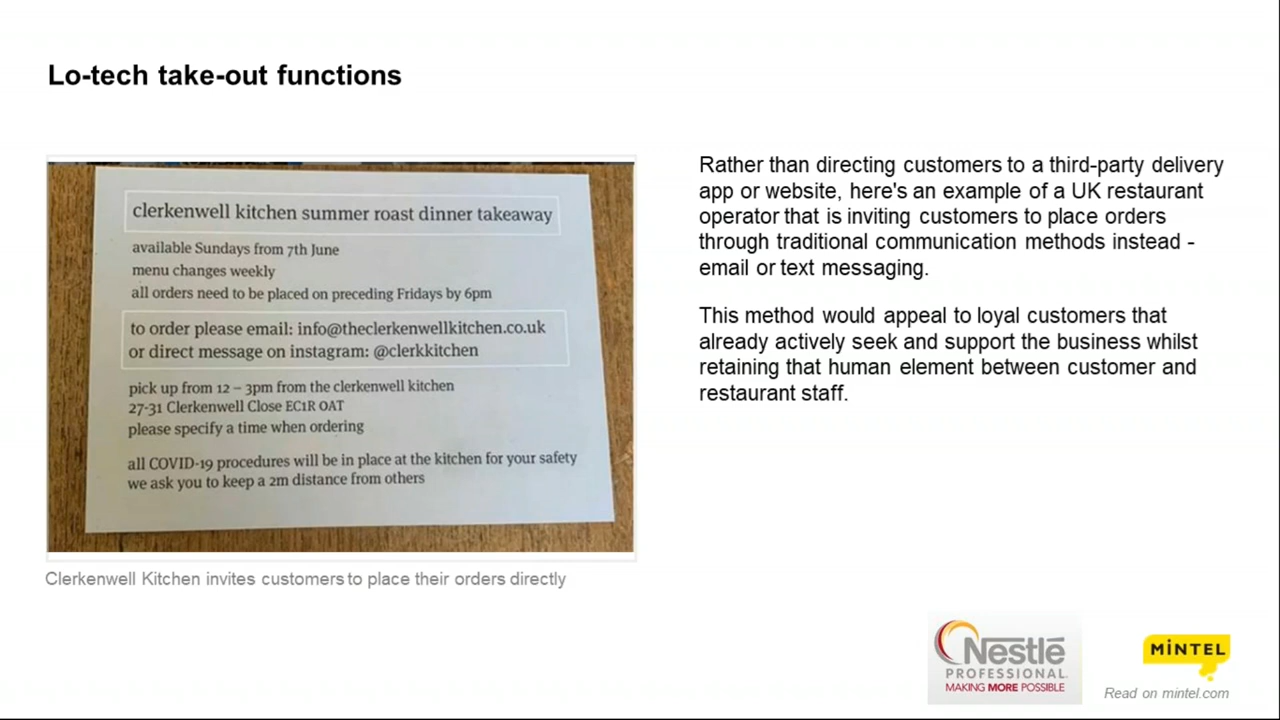 Lo-tech take-out functions
clerkenwell kitchen summer roast dinner takeaway
available Sundays from 7th June
menu changes weekly
all orders need to be placed on preceding Fridays by 6pm
to order please email: info@theclerkenwellkitchen.co.uk
or direct message on instagram: @clerkkitchen
pick up from 12 – 3pm from the clerkenwell kitchen
27-31 Clerkenwell Close EC1R OAT
please specify a time when ordering
all COVID-19 procedures will be in place at the kitchen for your safety
we ask you to keep a 2m distance from others
Clerkenwell Kitchen invites customers to place their orders directly
Rather than directing customers to a third-party delivery
app or website, here's an example of a UK restaurant
operator that is inviting customers to place orders
through traditional communication methods instead -
email or text messaging.
This method would appeal to loyal customers that
already actively seek and support the business whilst
retaining that human element between customer and
restaurant staff.
Nestlé
PROFESSIONAL
MAKING MORE POSSIBLE
MINTEL
Read on mintel.com